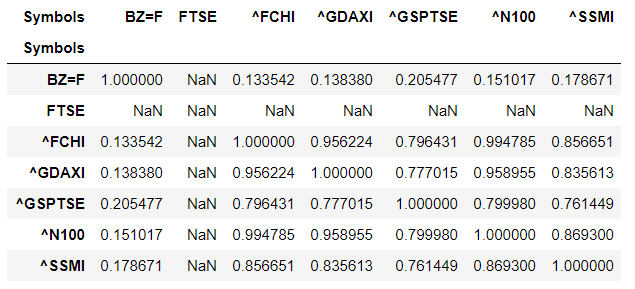 Symbols BZ=F FTSE ^FCHI ^GDAXI ^GSPTSE ^N100 ^SSMI
Symbols
BZ=F 1.000000 NaN 0.133542 0.138380 0.205477 0.151017 0.178671
FTSE NaN NaN NaN NaN NaN NaN NaN
^FCHI 0.133542 NaN 1.000000 0.956224 0.796431 0.994785 0.856651
^GDAXI 0.138380 NaN 0.956224 1.000000 0.777015 0.958955 0.835613
^GSPTSE 0.205477 NaN 0.796431 0.777015 1.000000 0.799980 0.761449
^N100 0.151017 NaN 0.994785 0.958955 0.799980 1.000000 0.869300
^SSMI 0.178671 NaN 0.856651 0.835613 0.761449 0.869300 1.000000